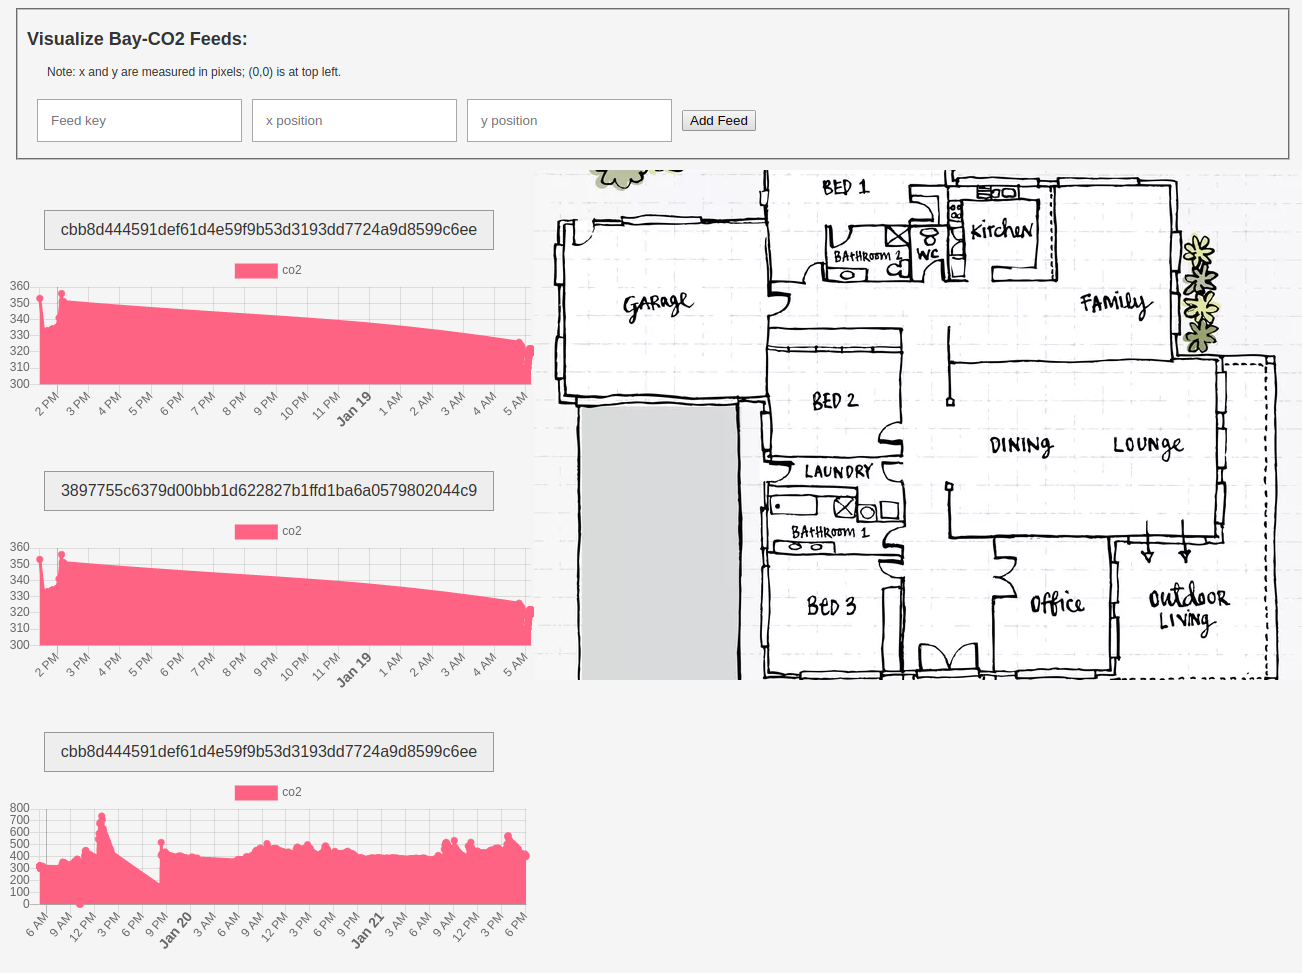 Visualize Bay-CO2 Feeds:
Note: x and y are measured in pixels; (0,0) is at top left.
Feed key
x position
y position
Add Feed
cbb8d444591def61d4e59f9b53d3193dd7724a9d8599c6ee
co2
360
350
340
330
320
310
300
2 PM 3 PM 4 PM 5 PM 6 PM 7 PM 8 PM 9 PM 10 PM 11 PM Jan 19 1 AM 2 AM 3 AM 4 AM 5 AM
3897755c6379d00bbb1d622827b1ffd1ba6a0579802044c9
co2
360
350
340
330
320
310
300
2 PM 3 PM 4 PM 5 PM 6 PM 7 PM 8 PM 9 PM 10 PM 11 PM Jan 19 1 AM 2 AM 3 AM 4 AM 5 AM
cbb8d444591def61d4e59f9b53d3193dd7724a9d8599c6ee
co2
800
700
600
500
400
300
200
100
0
6 AM 9 AM 12 PM 3 PM 6 PM 9 PM Jan 20 3 AM 6 AM 9 AM 12 PM 3 PM 6 PM 9 PM Jan 21 3 AM 6 AM 9 AM 12 PM 3 PM 6 PM
BED 1
BATHROOM 2
WC
KitcheN
GARAGE
FAMILY
BED 2
DINING
LOUNGE
LAUNDRY
BATHROOM 1
BED 3
OFFICE
OUTDOOR
LIVING